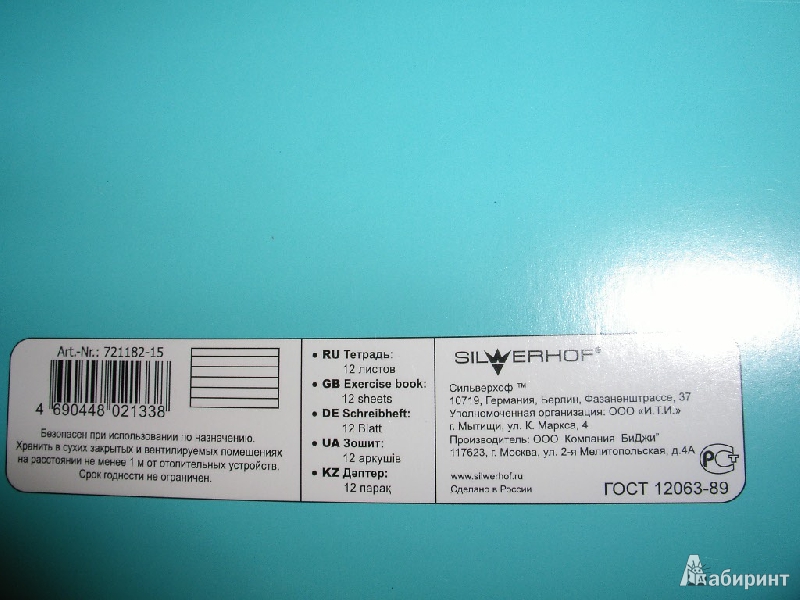 Art.-Nr.: 721182-15
4 690448 021338
Безопасен при использовании по назначению.
Хранить в сухих закрытых и вентилируемых помещениях
на расстоянии не менее 1 м от отопительных устройств.
Срок годности не ограничен.
• RU Тетрадь:
12 листов
• GB Exercise book:
12 sheets
• DE Schreibheft:
12 Blatt
• UA Зошит:
12 аркушів
• KZ Дәптер:
12 парақ
SILWERHOF®
Сильверхоф ™
10719, Германия, Берлин, Фазаненштрассе, 37
Уполномоченная организация: ООО «И.Т.И.»
г. Мытищи, ул. К. Маркса, 4
Производитель: ООО "Компания БиДжи"
117623, г. Москва, ул. 2-я Мелитопольская, д.4А
www.silwerhof.ru
Сделано в России
РСТ
ГОСТ 12063-89
Лабиринт